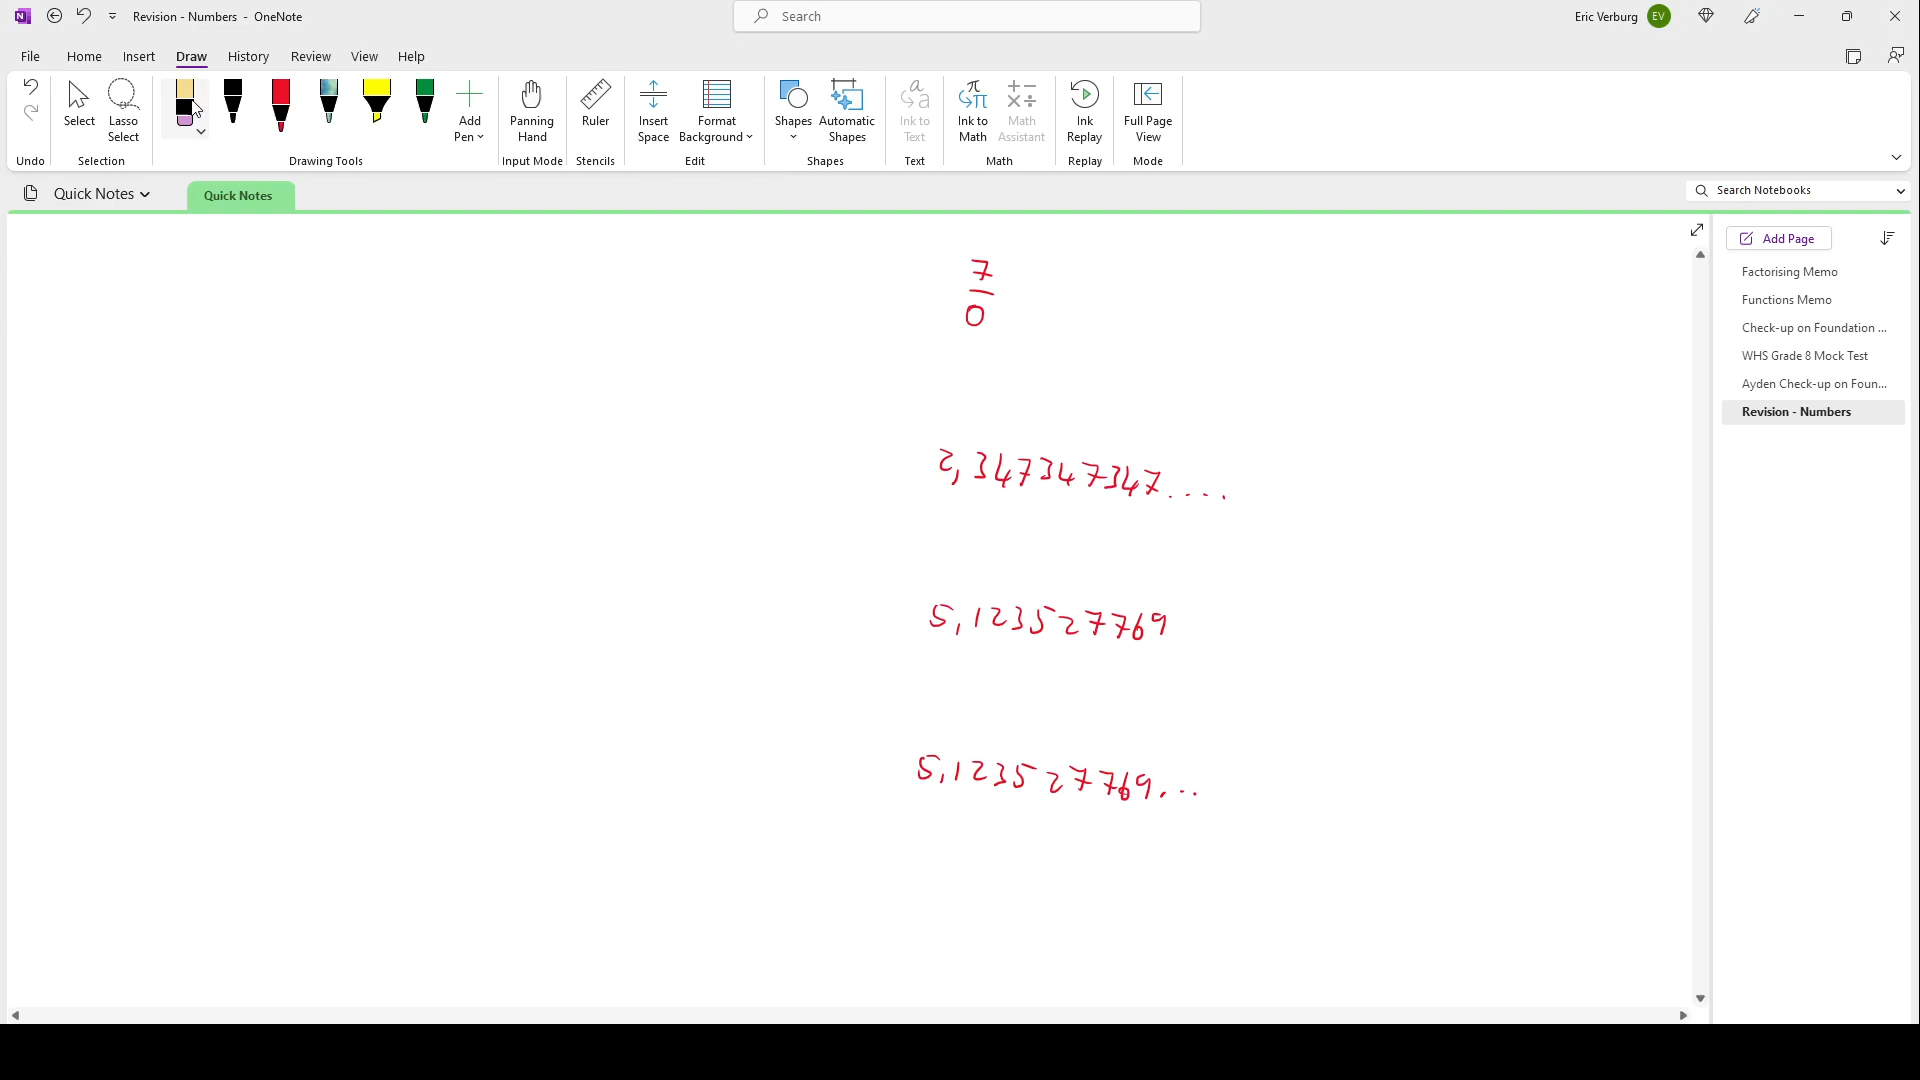 Revision - Numbers - OneNote
Search
Eric Verburg
EV
File Home Insert Draw History Review View Help
Undo
Select
Lasso Select
Selection
Drawing Tools
Add Pen
Panning Hand
Input Mode
Ruler
Stencils
Insert Space
Format Background
Edit
Shapes
Automatic Shapes
Shapes
Ink to Text
Text
Ink to Math
Math Assistant
Math
Ink Replay
Replay
Full Page View
Mode
Quick Notes
Quick Notes
Search Notebooks
Add Page
Factorising Memo
Functions Memo
Check-up on Foundation ...
WHS Grade 8 Mock Test
Ayden Check-up on Foun...
Revision - Numbers
7
0
2,347347347....
5,123527769
5,123527769...